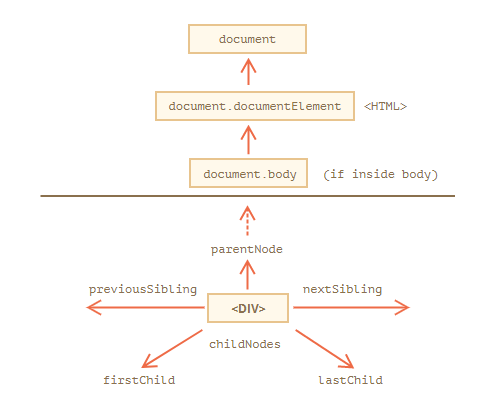 document
document.documentElement <HTML>
document.body (if inside body)
parentNode
previousSibling nextSibling
<DIV>
childNodes
firstChild lastChild